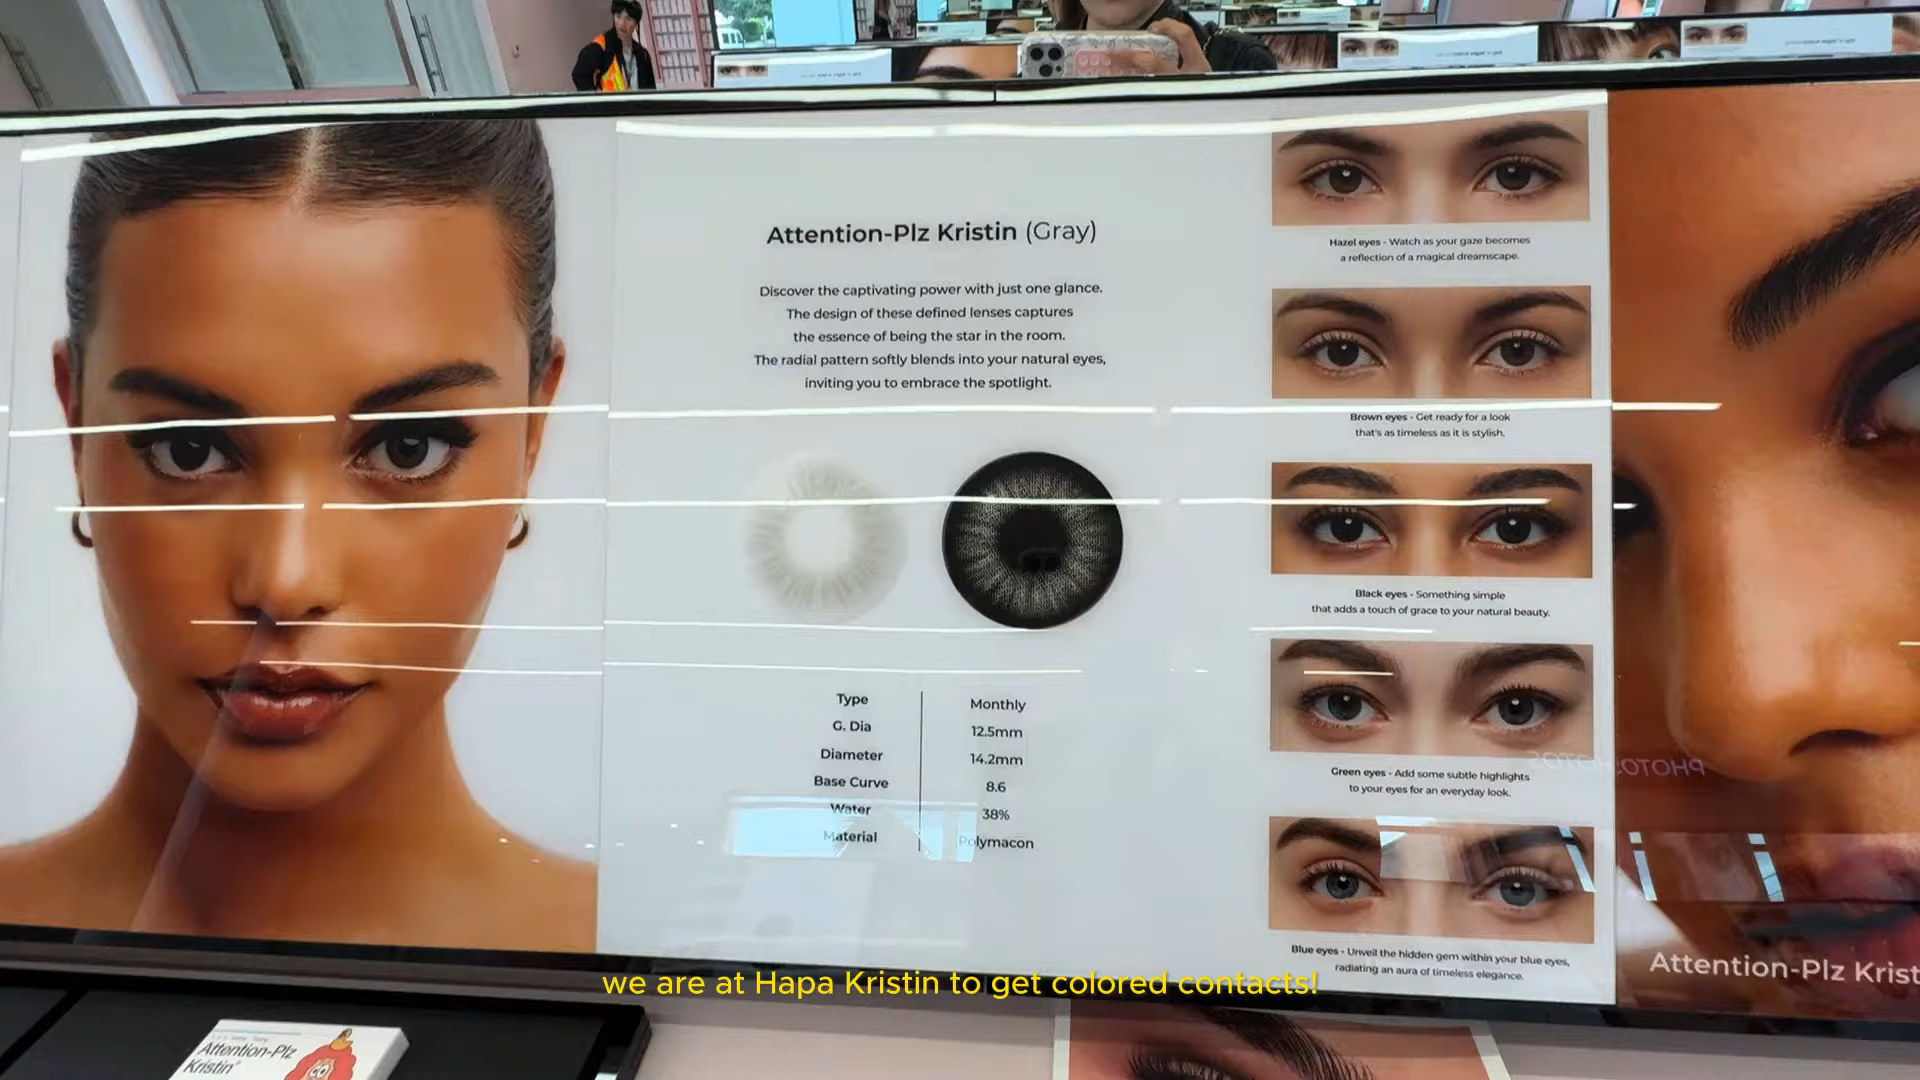 Attention-Plz Kristin (Gray)
Discover the captivating power with just one glance.
The design of these defined lenses captures
the essence of being the star in the room.
The radial pattern softly blends into your natural eyes,
inviting you to embrace the spotlight.
Type Monthly
G. Dia 12.5mm
Diameter 14.2mm
Base Curve 8.6
Water 38%
Material Polymacon
Hazel eyes - Watch as your gaze becomes
a reflection of a magical dreamscape.
Brown eyes - Get ready for a look
that's as timeless as it is stylish.
Black eyes - Something simple
that adds a touch of grace to your natural beauty.
Green eyes - Add some subtle highlights
to your eyes for an everyday look.
Blue eyes - Unveil the hidden gem within your blue eyes,
radiating an aura of timeless elegance.
Attention-Plz Krist
we are at Hapa Kristin to get colored contacts!
Attention-Plz
Kristin